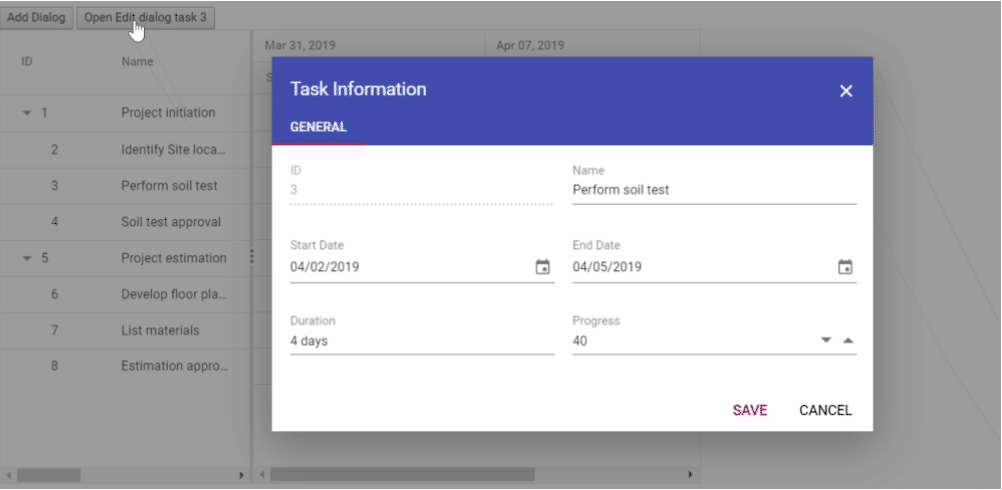 Add Dialog
Open Edit dialog task 3
Mar 31, 2019
Apr 07, 2019
ID
Name
S
1
Project initiation
2
Identify Site loca...
3
Perform soil test
4
Soil test approval
5
Project estimation
6
Develop floor pla...
7
List materials
8
Estimation appro...
Task Information
GENERAL
ID
3
Name
Perform soil test
Start Date
04/02/2019
End Date
04/05/2019
Duration
4 days
Progress
40
SAVE
CANCEL